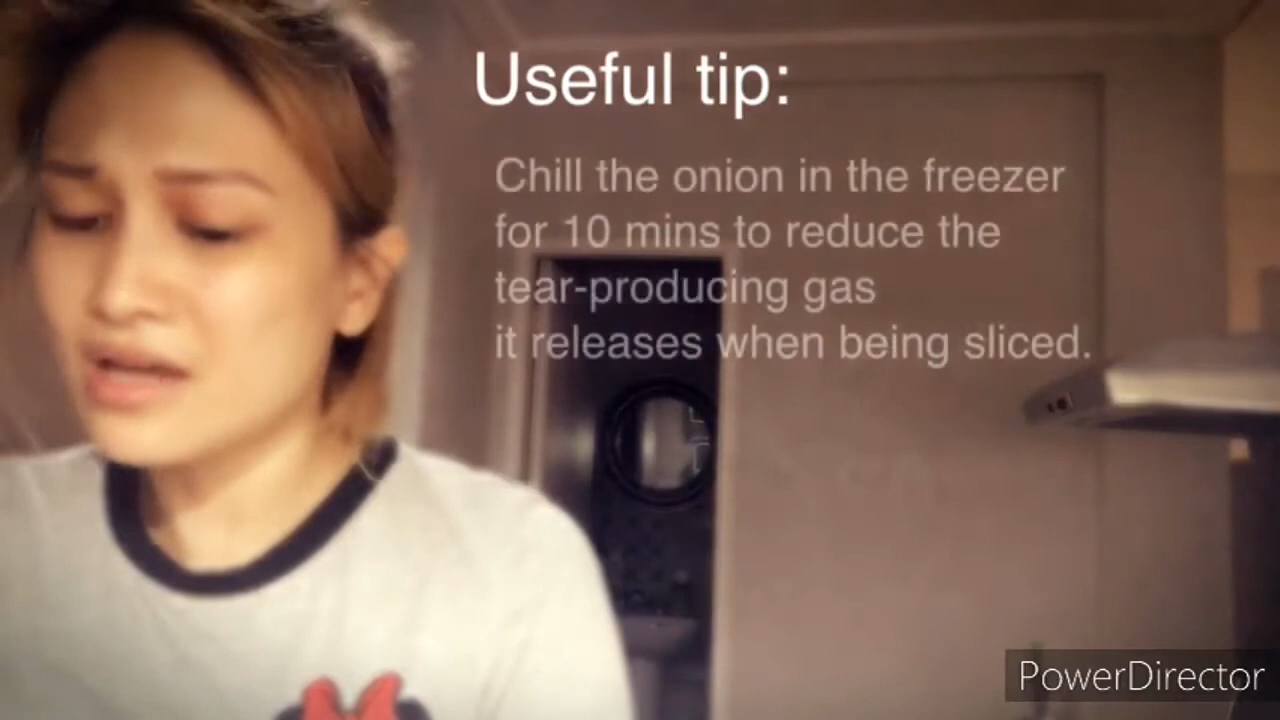 Useful tip:
Chill the onion in the freezer
for 10 mins to reduce the
tear-producing gas
it releases when being sliced.
PowerDirector